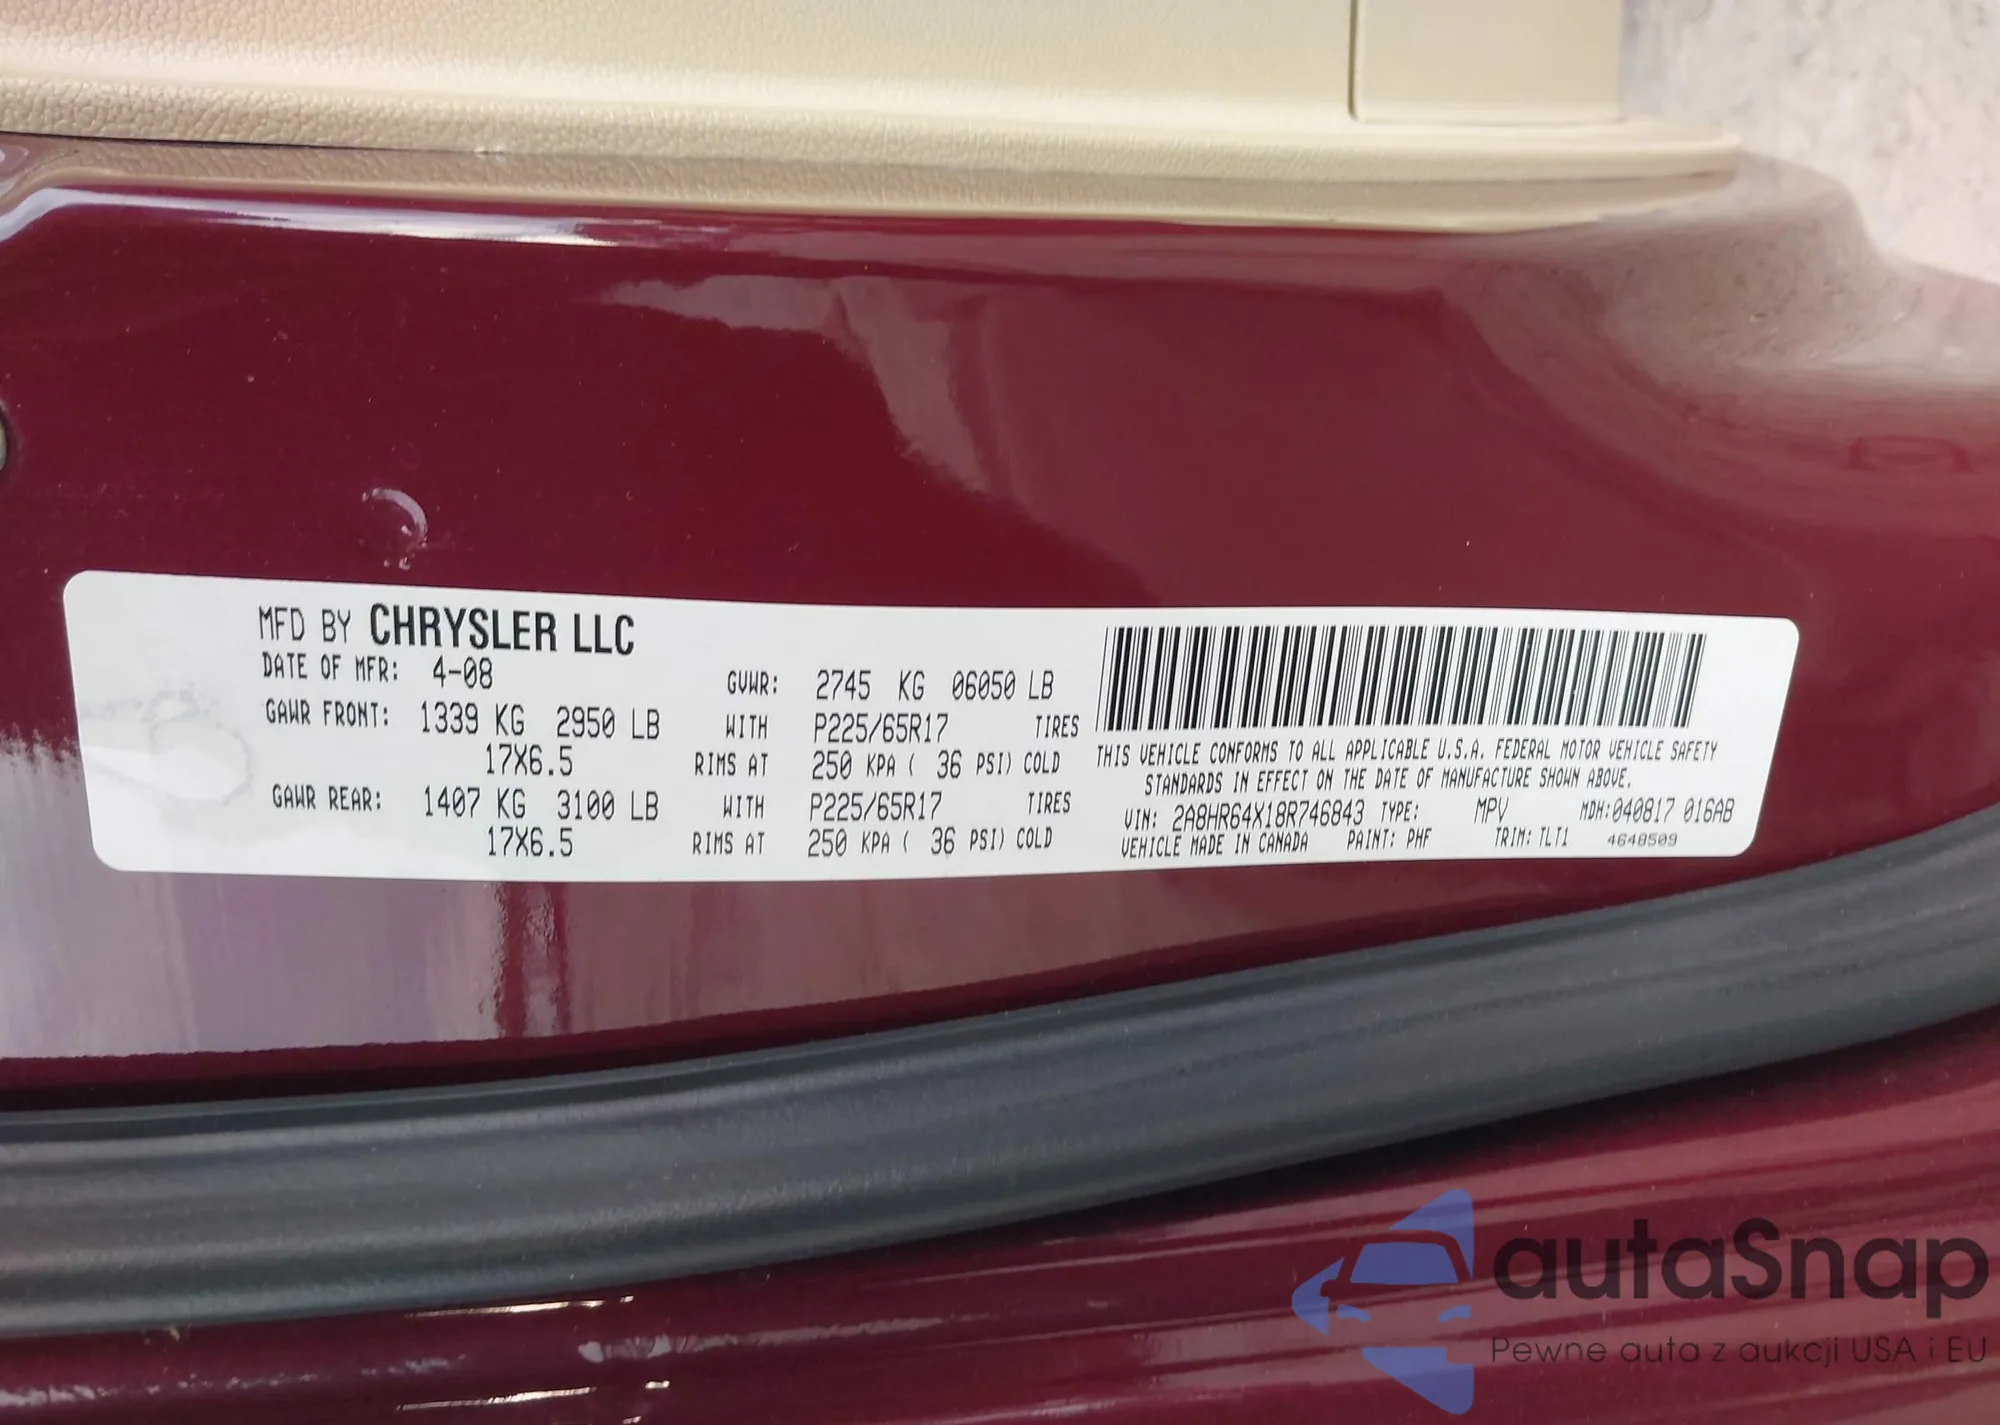 MFD BY CHRYSLER LLC
DATE OF MFR: 4-08 GVWR: 2745 KG 06050 LB
GAWR FRONT: 1339 KG 2950 LB WITH P225/65R17 TIRES
17X6.5 RIMS AT 250 KPA ( 36 PSI) COLD
GAWR REAR: 1407 KG 3100 LB WITH P225/65R17 TIRES
17X6.5 RIMS AT 250 KPA ( 36 PSI) COLD
THIS VEHICLE CONFORMS TO ALL APPLICABLE U.S.A. FEDERAL MOTOR VEHICLE SAFETY
STANDARDS IN EFFECT ON THE DATE OF MANUFACTURE SHOWN ABOVE.
VIN: 2A8HR64X18R746843 TYPE: MPV MDH:040817 016AB
VEHICLE MADE IN CANADA PAINT: PHF TRIM: TLT1 4648509
autaSnap
Pewne auta z aukcji USA i EU